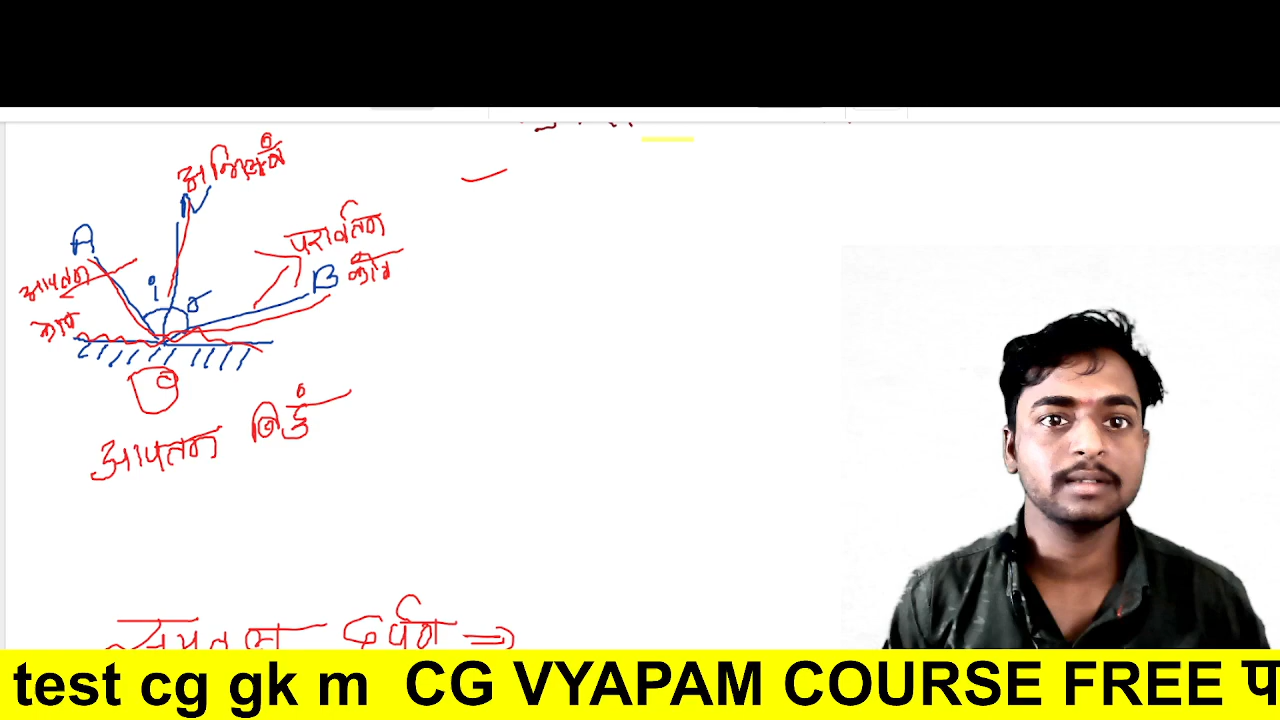 अभिलंब
N
A
परावर्तन
कोण
आपतन
कोण
i
r
B
O
आपतन बिंदु
समतल दर्पण ⇒
test cg gk m CG VYAPAM COURSE FREE प